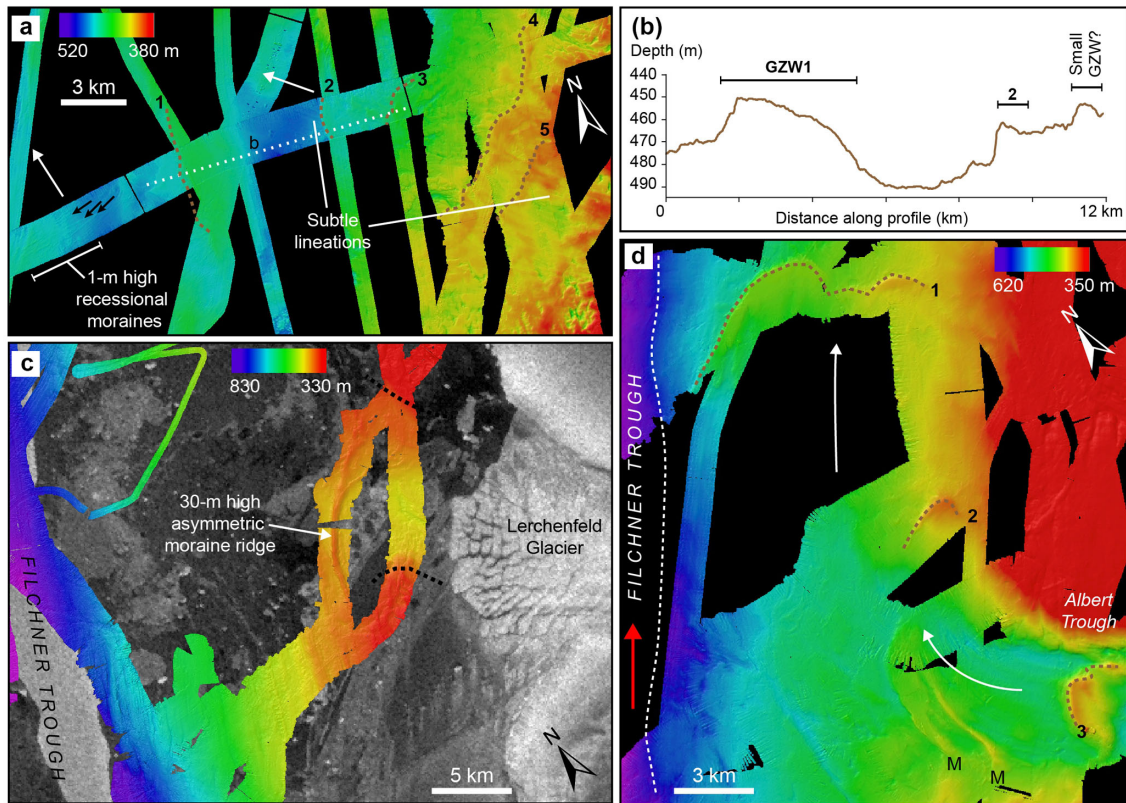 a
520
380 m
3 km
1
2
3
4
5
b
N
Subtle
lineations
1-m high
recessional
moraines
(b)
Depth (m)
440
450
460
470
480
490
GZW1
2
Small
GZW?
0
Distance along profile (km)
12 km
c
830
330 m
30-m high
asymmetric
moraine ridge
Lerchenfeld
Glacier
FILCHNER TROUGH
N
5 km
d
620
350 m
N
1
2
3
FILCHNER TROUGH
Albert
Trough
M
M
3 km